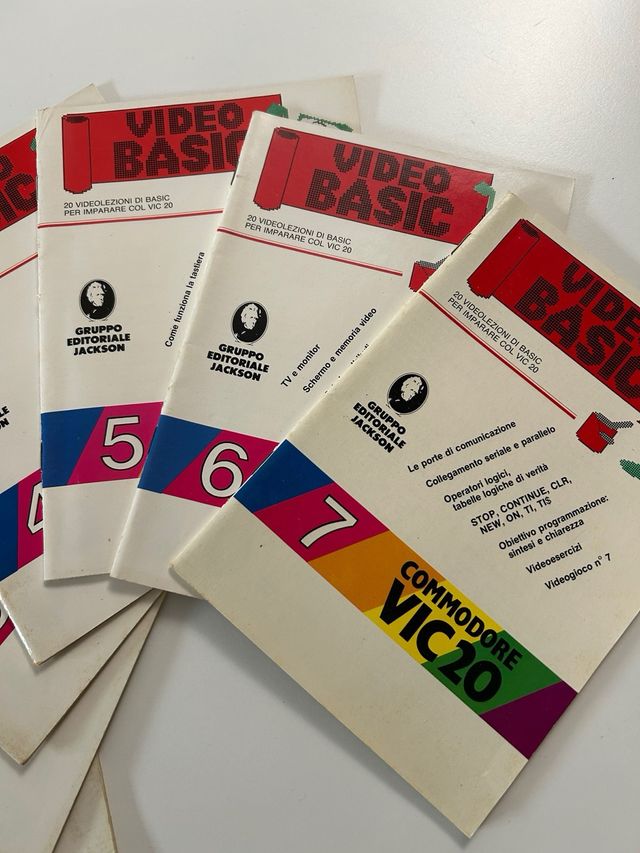 VIDEO
BASIC
20 VIDEOLEZIONI DI BASIC
PER IMPARARE COL VIC 20
Come funziona la tastiera
GRUPPO
EDITORIALE
JACKSON
5
VIDEO
BASIC
20 VIDEOLEZIONI DI BASIC
PER IMPARARE COL VIC 20
TV e monitor
Schermo e memoria video
GRUPPO
EDITORIALE
JACKSON
6
VIDEO
BASIC
20 VIDEOLEZIONI DI BASIC
PER IMPARARE COL VIC 20
GRUPPO
EDITORIALE
JACKSON
Le porte di comunicazione
Collegamento seriale e parallelo
Operatori logici,
tabelle logiche di verità
STOP, CONTINUE, CLR,
NEW, ON, TI, TI$
Obiettivo programmazione:
sintesi e chiarezza
Videoesercizi
Videogioco n° 7
7
COMMODORE
VIC 20